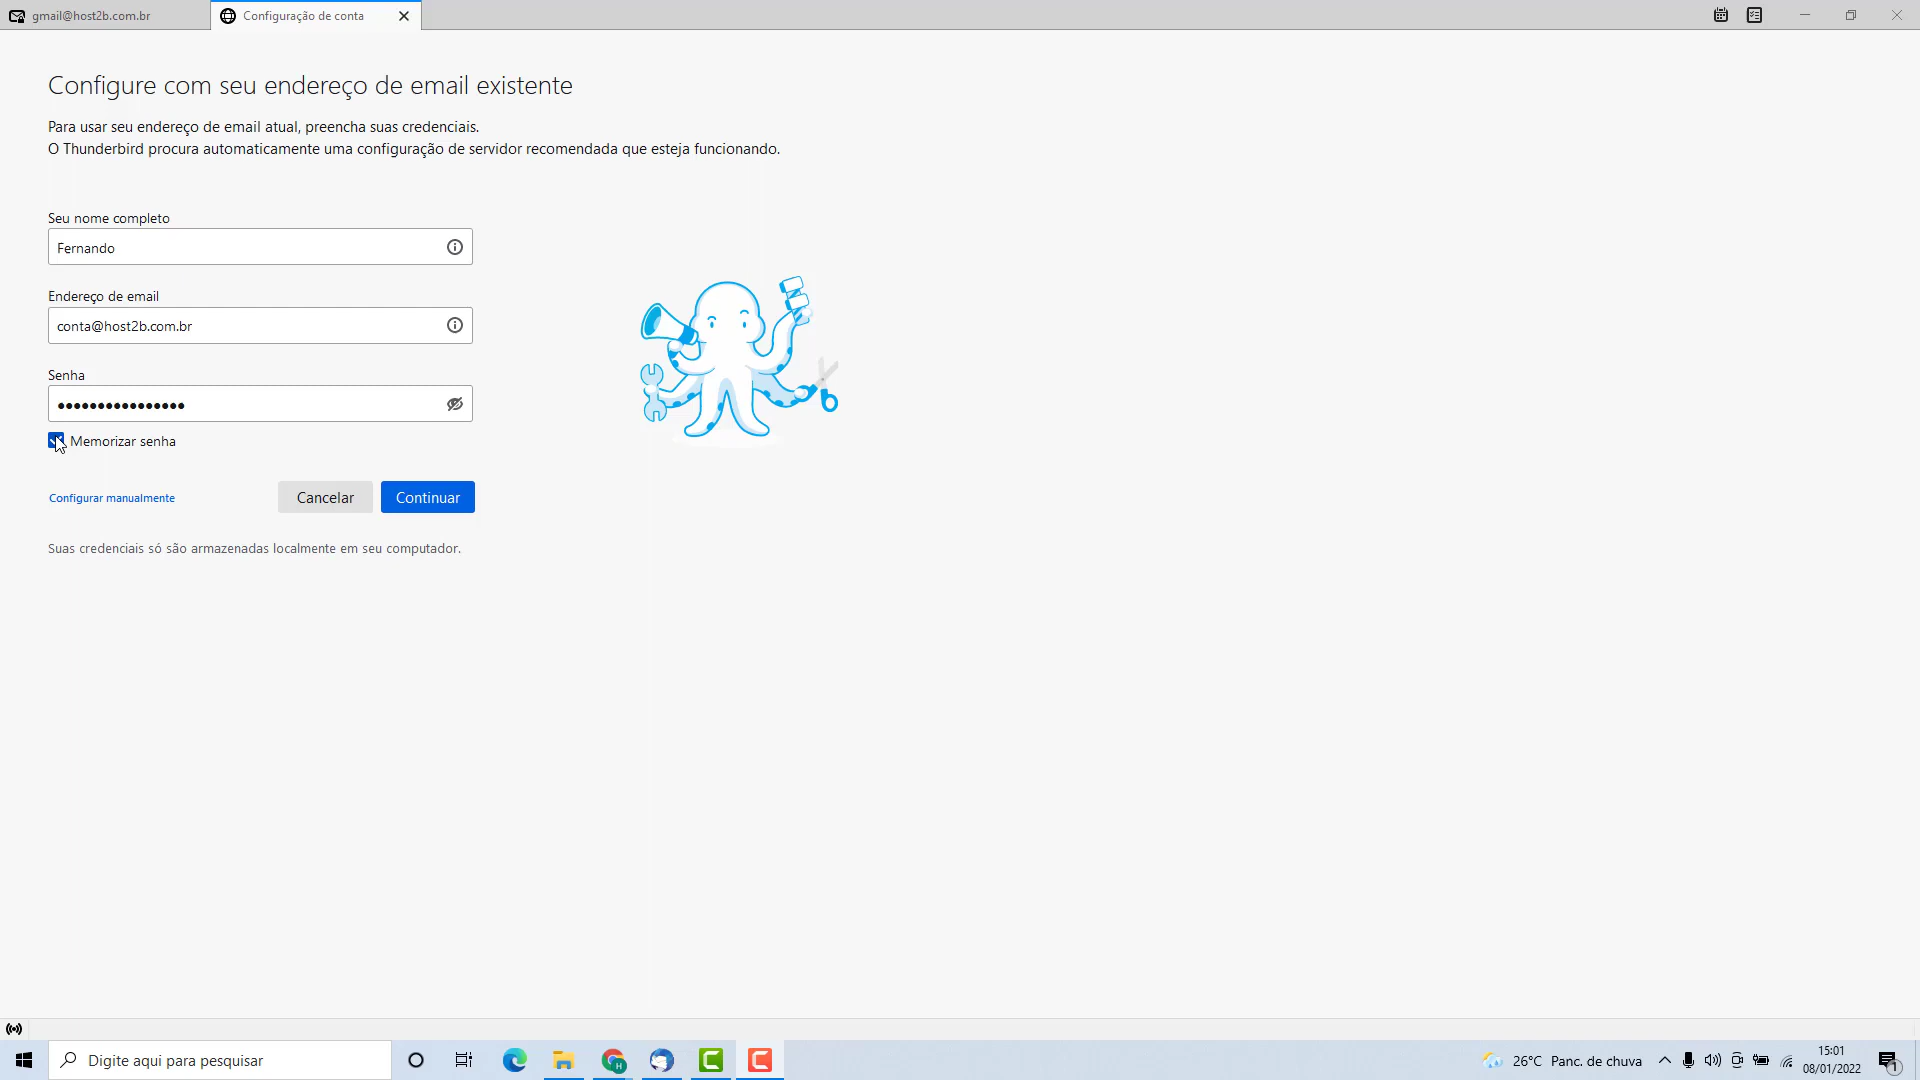 gmail@host2b.com.br
Configuração de conta
Configure com seu endereço de email existente
Para usar seu endereço de email atual, preencha suas credenciais.
O Thunderbird procura automaticamente uma configuração de servidor recomendada que esteja funcionando.
Seu nome completo
Fernando
Endereço de email
conta@host2b.com.br
Senha
●●●●●●●●●●●●●●●●
Memorizar senha
Configurar manualmente
Cancelar
Continuar
Suas credenciais só são armazenadas localmente em seu computador.
Digite aqui para pesquisar
H
26°C Panc. de chuva
15:01
08/01/2022
1